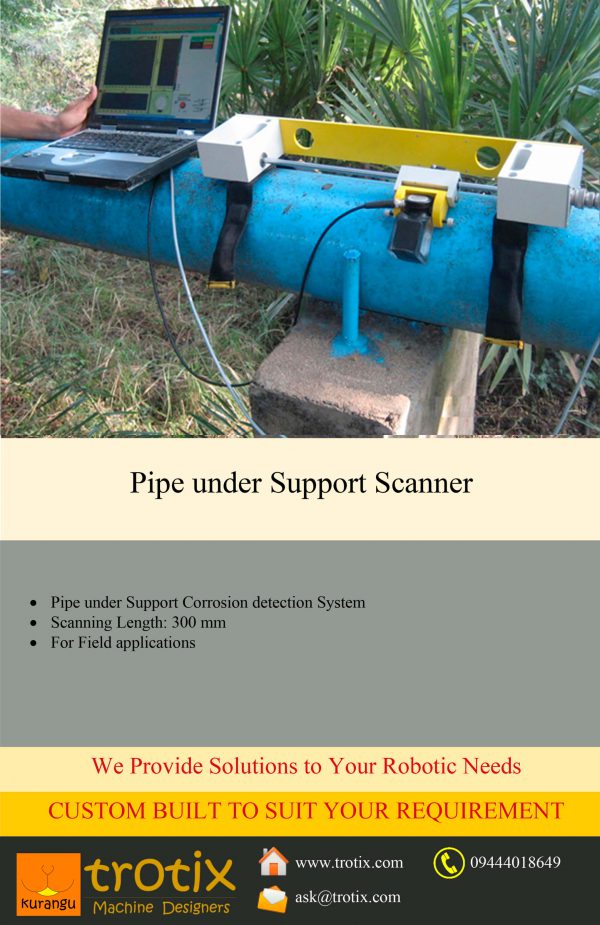 Pipe under Support Scanner
• Pipe under Support Corrosion detection System
• Scanning Length: 300 mm
• For Field applications
We Provide Solutions to Your Robotic Needs
CUSTOM BUILT TO SUIT YOUR REQUIREMENT
kurangu
trotix
Machine Designers
www.trotix.com
09444018649
ask@trotix.com